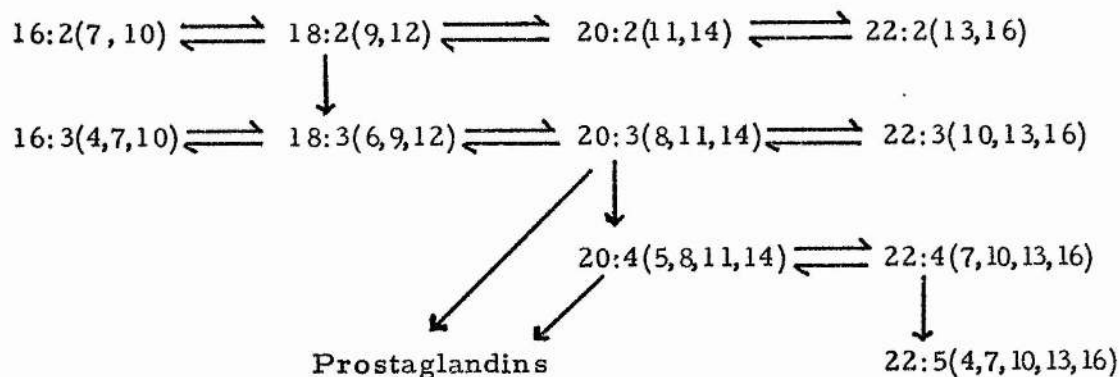 16:2(7,10) 18:2(9,12) 20:2(11,14) 22:2(13,16)
16:3(4,7,10) 18:3(6,9,12) 20:3(8,11,14) 22:3(10,13,16)
20:4(5,8,11,14) 22:4(7,10,13,16)
Prostaglandins 22:5(4,7,10,13,16)